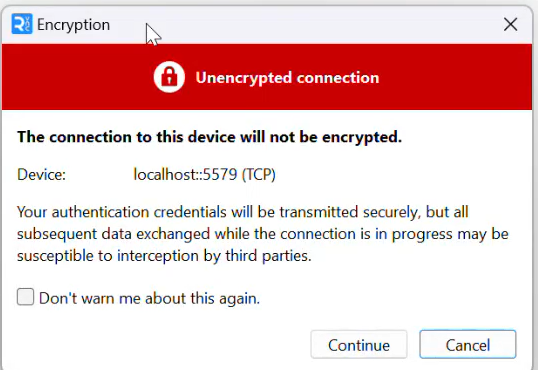 Encryption
Unencrypted connection
The connection to this device will not be encrypted.
Device: localhost::5579 (TCP)
Your authentication credentials will be transmitted securely, but all
subsequent data exchanged while the connection is in progress may be
susceptible to interception by third parties.
Don't warn me about this again.
Continue Cancel